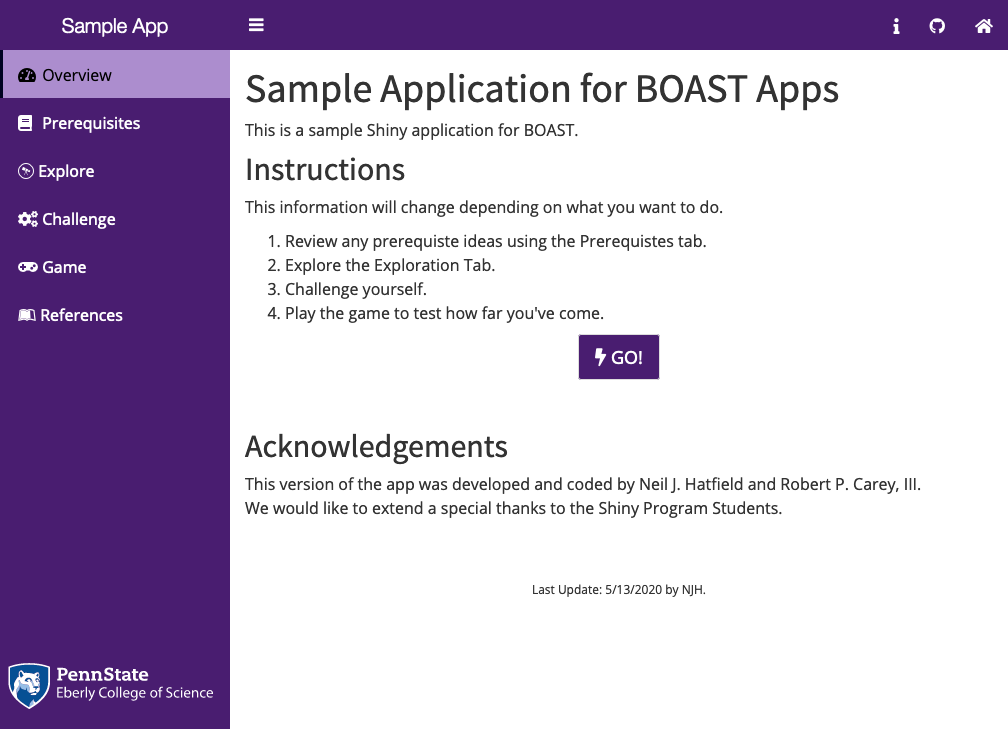 Sample App
Overview
Prerequisites
Explore
Challenge
Game
References
PennState
Eberly College of Science
Sample Application for BOAST Apps
This is a sample Shiny application for BOAST.
Instructions
This information will change depending on what you want to do.
1. Review any prerequiste ideas using the Prerequistes tab.
2. Explore the Exploration Tab.
3. Challenge yourself.
4. Play the game to test how far you've come.
GO!
Acknowledgements
This version of the app was developed and coded by Neil J. Hatfield and Robert P. Carey, III.
We would like to extend a special thanks to the Shiny Program Students.
Last Update: 5/13/2020 by NJH.